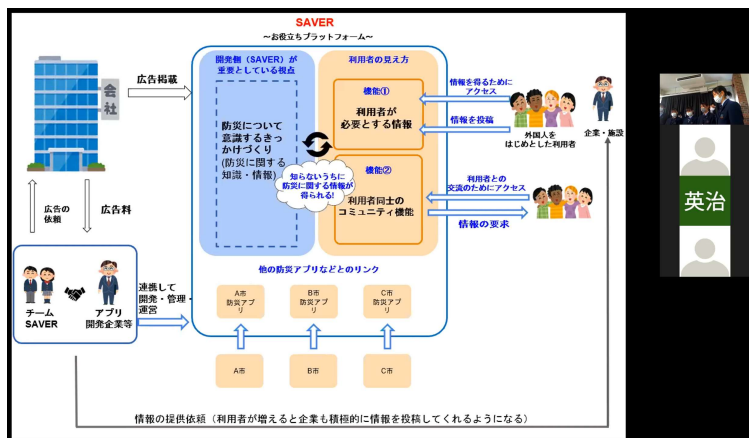 SAVER
～お役立ちプラットフォーム～
会社
広告掲載
広告の
依頼
広告料
チーム
SAVER
アプリ
開発企業等
連携して
開発・管理・
運営
開発側（SAVER）が
重要としている視点
防災について
意識するきっ
かけづくり
(防災に関する
知識・情報)
利用者の見え方
機能①
利用者が
必要とする情報
知らないうちに
防災に関する情報が
得られる!
機能②
利用者同士の
コミュニティ機能
情報を得るために
アクセス
情報を投稿
外国人を
はじめとした利用者
企業・施設
利用者との
交流のためにアクセス
情報の要求
他の防災アプリなどとのリンク
A市
防災アプ
リ
B市
防災アプ
リ
C市
防災アプ
リ
A市
B市
C市
情報の提供依頼（利用者が増えると企業も積極的に情報を投稿してくれるようになる）
英治